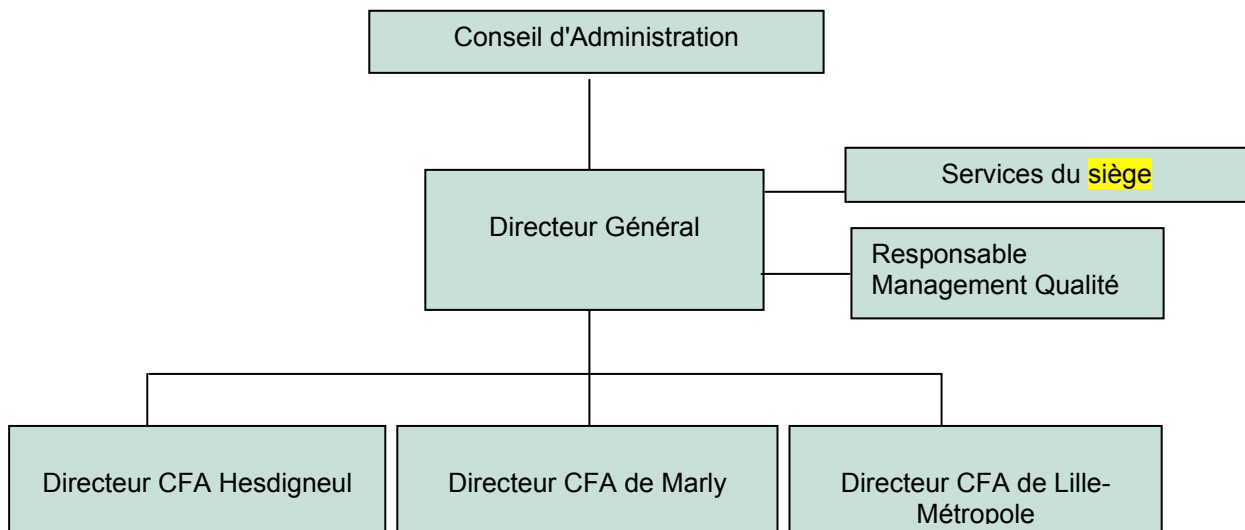 Conseil d'Administration
Services du siège
Directeur Général
Responsable
Management Qualité
Directeur CFA Hesdigneul
Directeur CFA de Marly
Directeur CFA de Lille-
Métropole